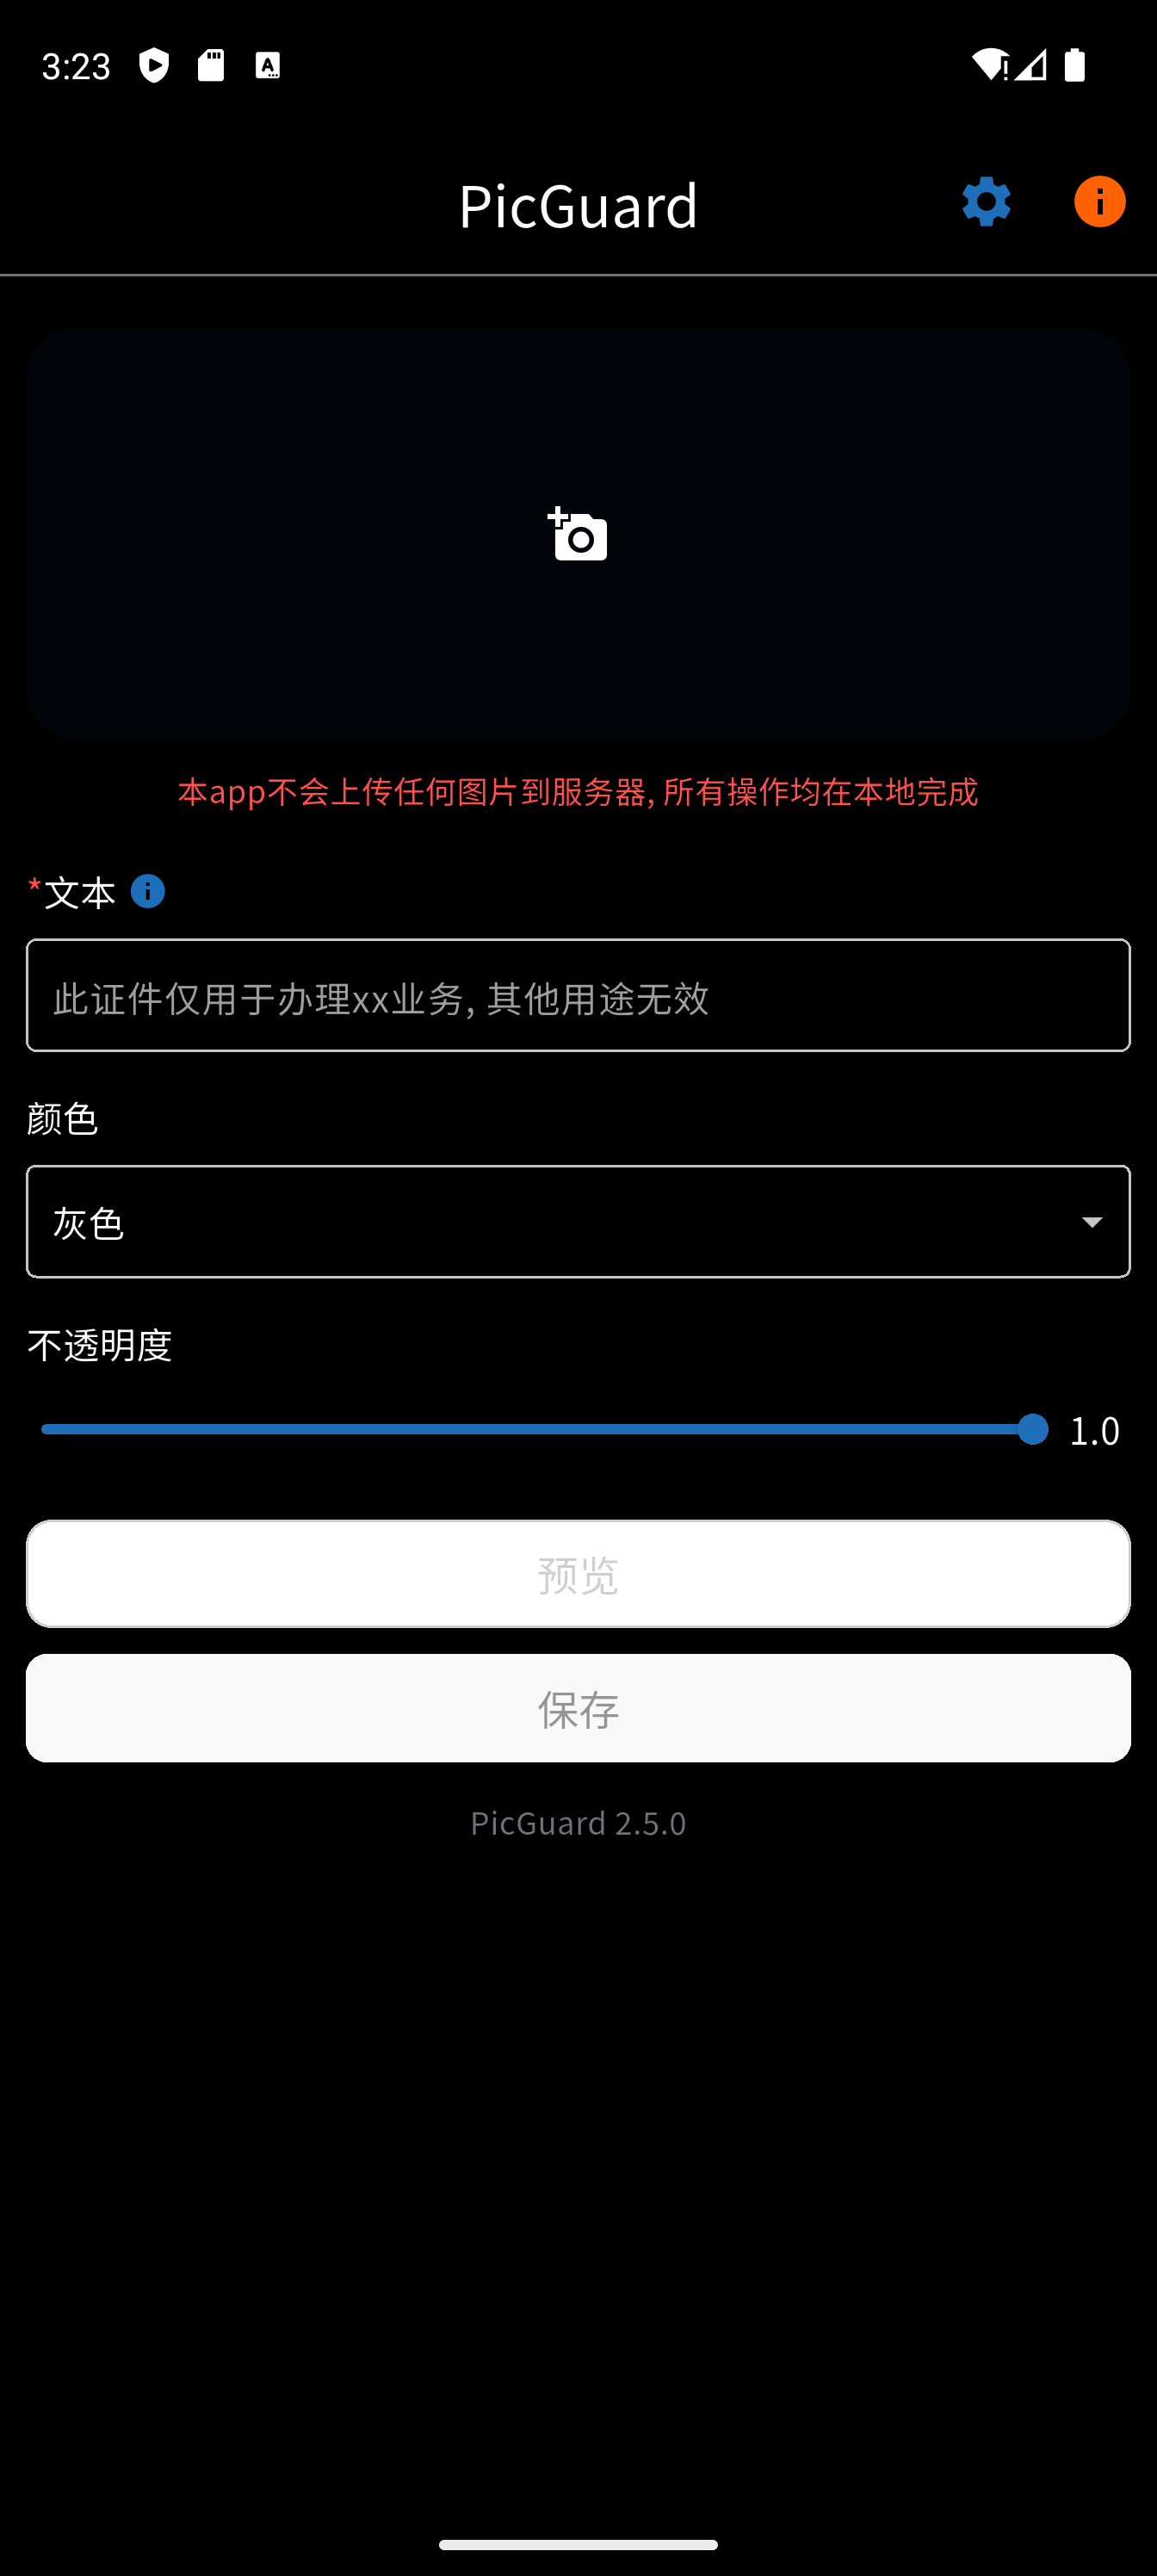 3:23
PicGuard
本app不会上传任何图片到服务器, 所有操作均在本地完成
*文本
此证件仅用于办理xx业务, 其他用途无效
颜色
灰色
不透明度
1.0
预览
保存
PicGuard 2.5.0